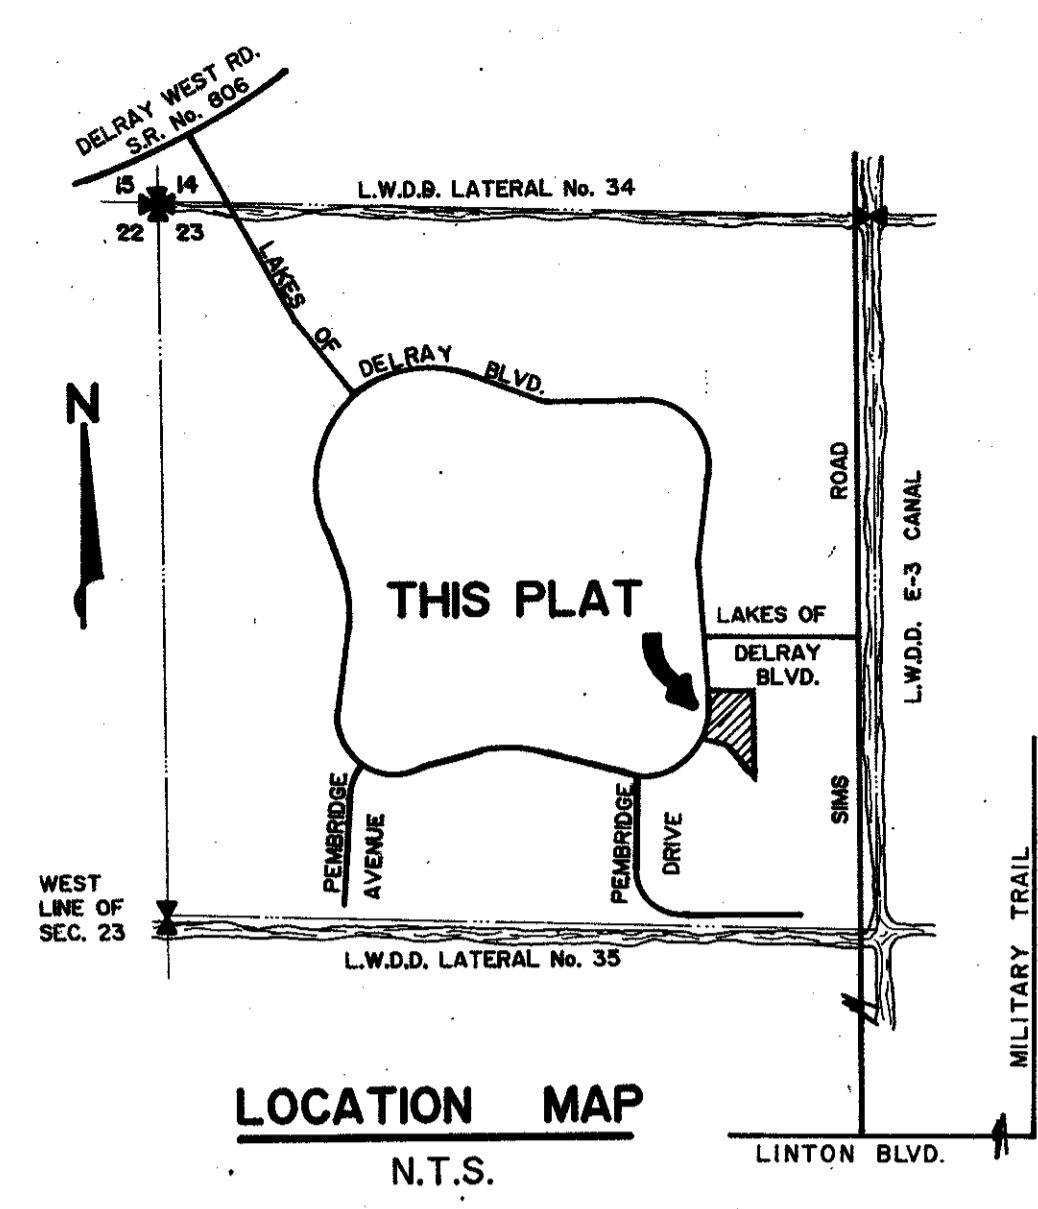 DELRAY WEST RD.
S.R. No. 806
15 14
22 23
L.W.D.D. LATERAL No. 34
LAKES OF
DELRAY BLVD.
N
ROAD
L.W.D.D. E-3 CANAL
THIS PLAT
LAKES OF
DELRAY
BLVD.
SIMS
PEMBRIDGE
AVENUE
PEMBRIDGE
DRIVE
WEST
LINE OF
SEC. 23
L.W.D.D. LATERAL No. 35
MILITARY TRAIL
LOCATION MAP
N.T.S.
LINTON BLVD.